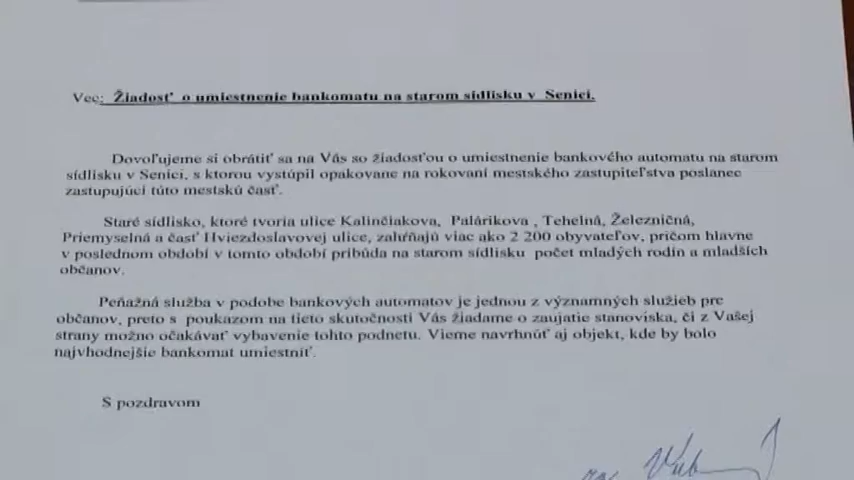 Vec: Žiadosť o umiestnenie bankomatu na starom sídlisku v Senici.
Dovoľujeme si obrátiť sa na Vás so žiadosťou o umiestnenie bankového automatu na starom
sídlisku v Senici, s ktorou vystúpil opakovane na rokovaní mestského zastupiteľstva poslanec
zastupujúci túto mestskú časť.
Staré sídlisko, ktoré tvoria ulice Kalinčiakova, Palárikova , Tehelná, Železničná,
Priemyselná a časť Hviezdoslavovej ulice, zahŕňajú viac ako 2 200 obyvateľov, pričom hlavne
v poslednom období v tomto období pribúda na starom sídlisku počet mladých rodín a mladších
občanov.
Peňažná služba v podobe bankových automatov je jednou z významných služieb pre
občanov, preto s poukazom na tieto skutočnosti Vás žiadame o zaujatie stanoviska, či z Vašej
strany možno očakávať vybavenie tohto podnetu. Vieme navrhnúť aj objekt, kde by bolo
najvhodnejšie bankomat umiestniť.
S pozdravom